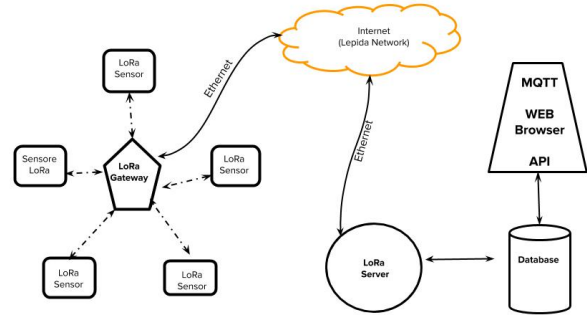 Internet
(Lepida Network)
Ethernet
LoRa
Sensor
Ethernet
MQTT
WEB
Browser
API
Sensore
LoRa
LoRa
Gateway
LoRa
Sensor
LoRa
Server
Database
LoRa
Sensor
LoRa
Sensor